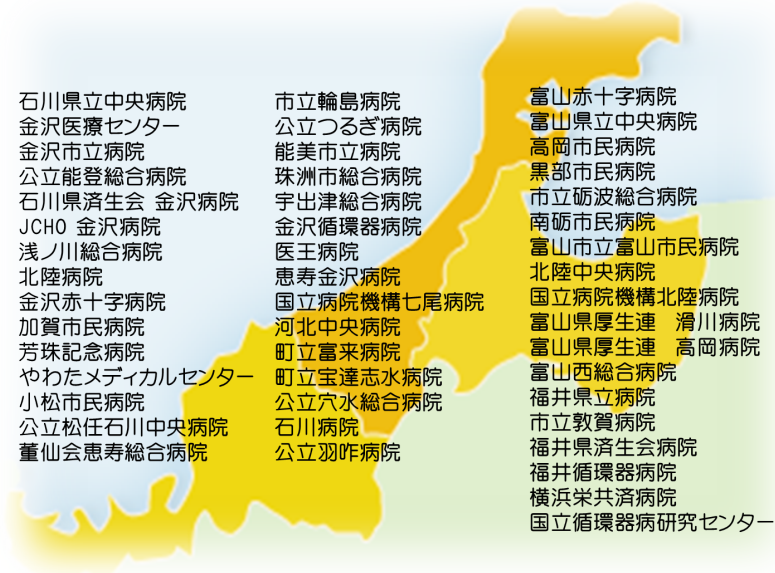 石川県立中央病院
金沢医療センター
金沢市立病院
公立能登総合病院
石川県済生会 金沢病院
JCHO 金沢病院
浅ノ川総合病院
北陸病院
金沢赤十字病院
加賀市民病院
芳珠記念病院
やわたメディカルセンター
小松市民病院
公立松任石川中央病院
董仙会恵寿総合病院
市立輪島病院
公立つるぎ病院
能美市立病院
珠洲市総合病院
宇出津総合病院
金沢循環器病院
医王病院
恵寿金沢病院
国立病院機構七尾病院
河北中央病院
町立富来病院
町立宝達志水病院
公立穴水総合病院
石川病院
公立羽咋病院
富山赤十字病院
富山県立中央病院
高岡市民病院
黒部市民病院
市立砺波総合病院
南砺市民病院
富山市立富山市民病院
北陸中央病院
国立病院機構北陸病院
富山県厚生連　滑川病院
富山県厚生連　高岡病院
富山西総合病院
福井県立病院
市立敦賀病院
福井県済生会病院
福井循環器病院
横浜栄共済病院
国立循環器病研究センター